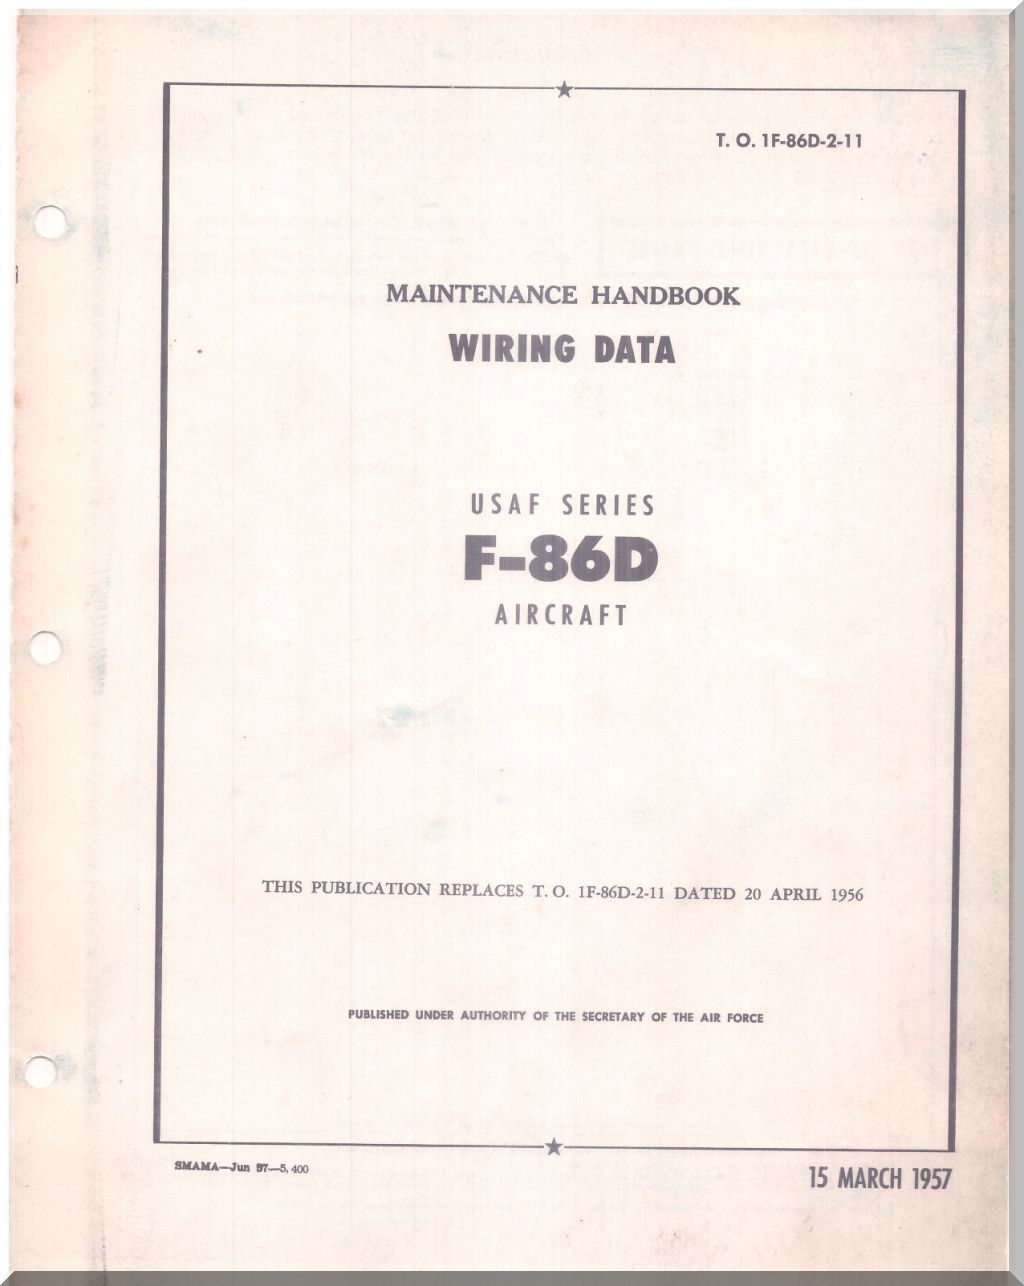 T. O. 1F-86D-2-11
MAINTENANCE HANDBOOK
WIRING DATA
USAF SERIES
F-86D
AIRCRAFT
THIS PUBLICATION REPLACES T. O. 1F-86D-2-11 DATED 20 APRIL 1956
PUBLISHED UNDER AUTHORITY OF THE SECRETARY OF THE AIR FORCE
SMAMA—Jun 57—5,400
15 MARCH 1957